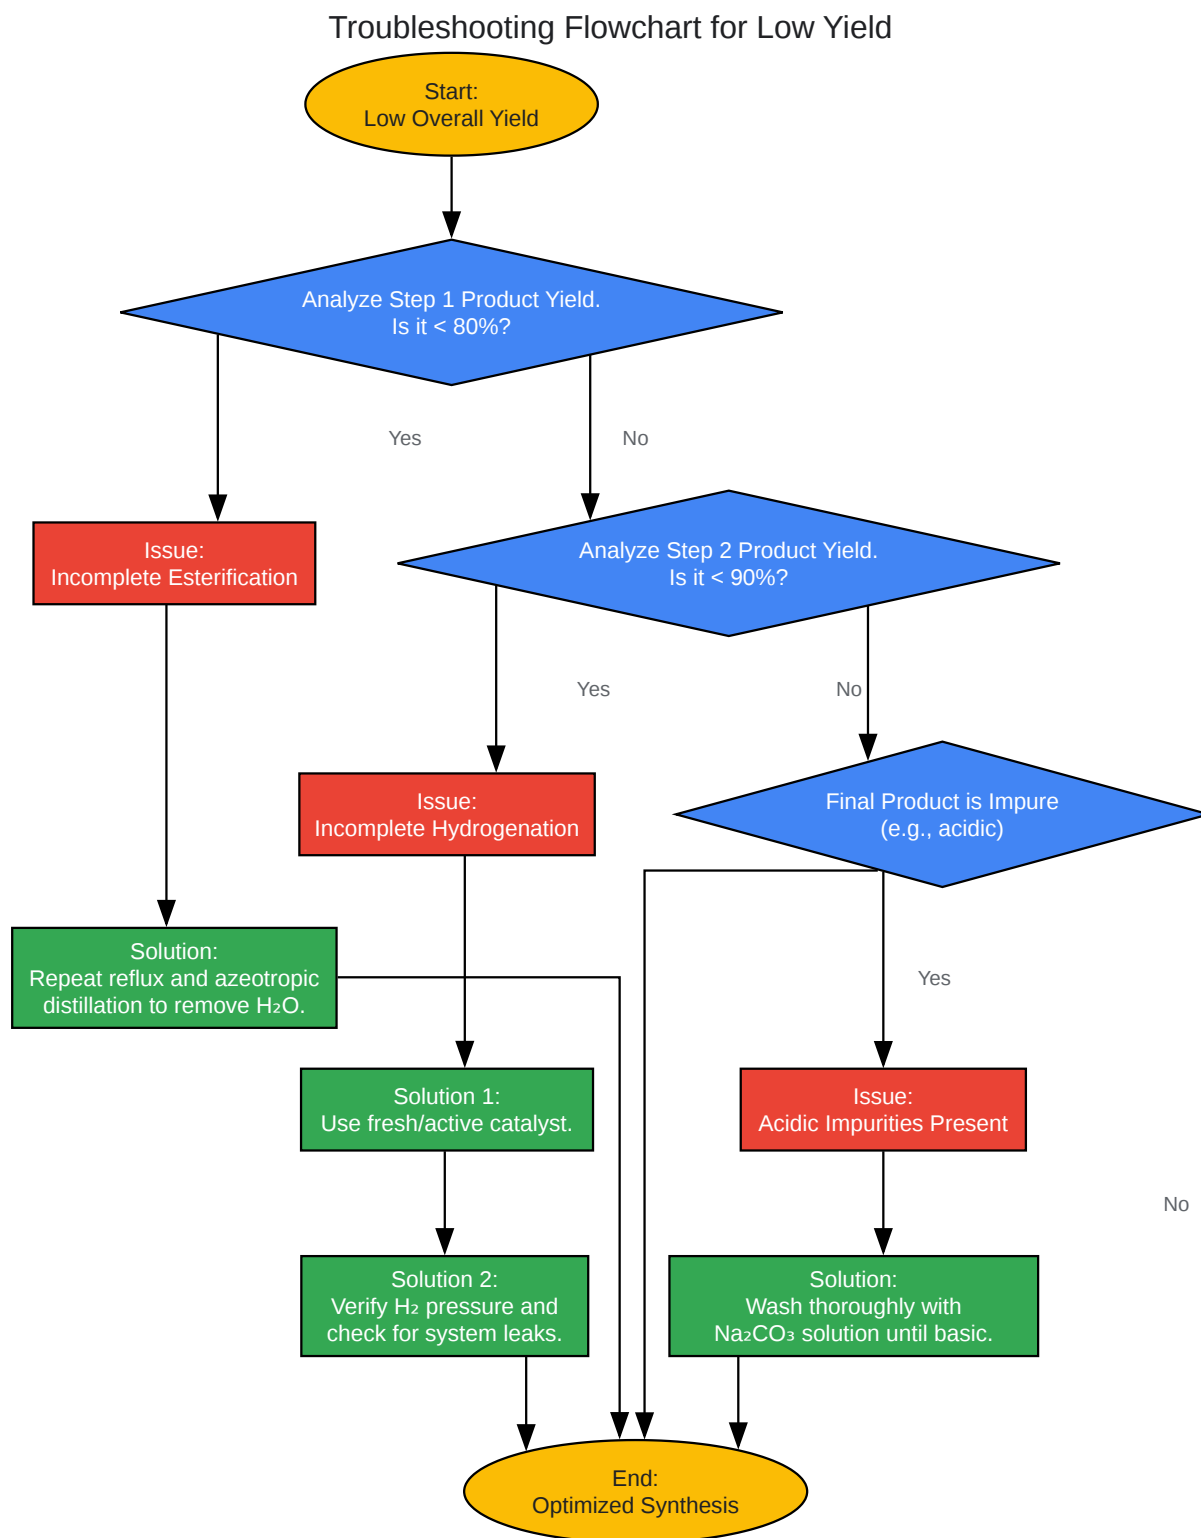 Troubleshooting Flowchart for Low Yield
Start:
Low Overall Yield
Analyze Step 1 Product Yield.
Is it < 80%?
Yes
No
Issue:
Incomplete Esterification
Analyze Step 2 Product Yield.
Is it < 90%?
Yes
No
Issue:
Incomplete Hydrogenation
Final Product is Impure
(e.g., acidic)
Solution:
Repeat reflux and azeotropic
distillation to remove H₂O.
Yes
Solution 1:
Use fresh/active catalyst.
Issue:
Acidic Impurities Present
No
Solution 2:
Verify H₂ pressure and
check for system leaks.
Solution:
Wash thoroughly with
Na₂CO₃ solution until basic.
End:
Optimized Synthesis